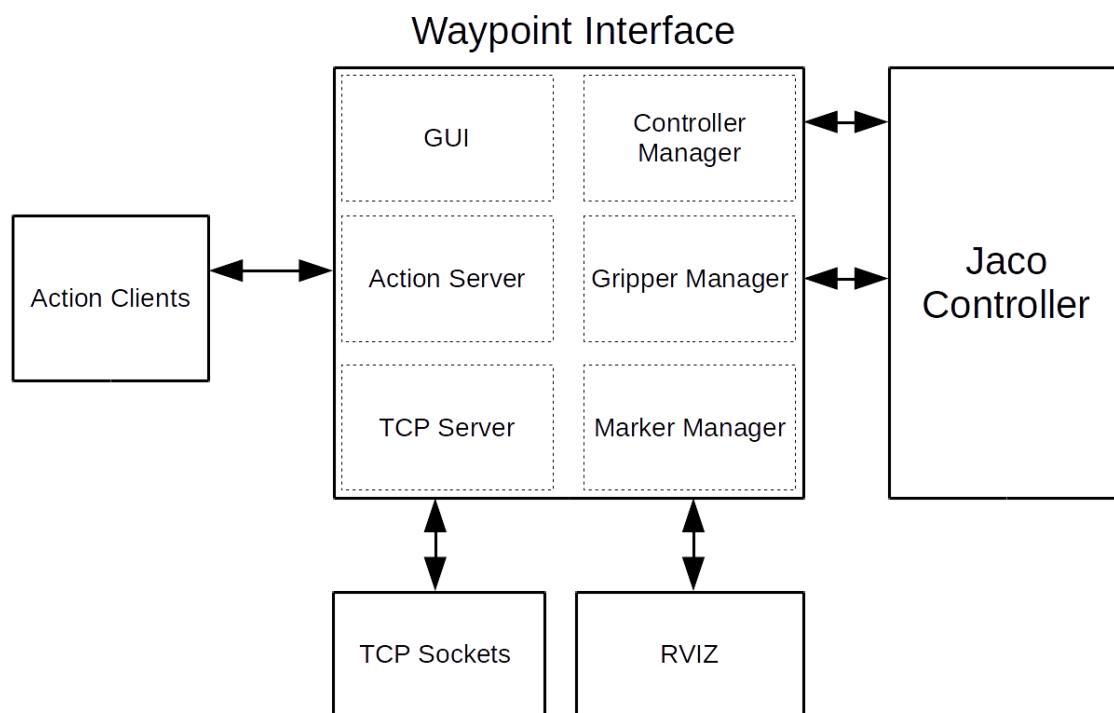 Waypoint Interface
GUI
Controller
Manager
Action Clients
Action Server
Gripper Manager
Jaco
Controller
TCP Server
Marker Manager
TCP Sockets
RVIZ